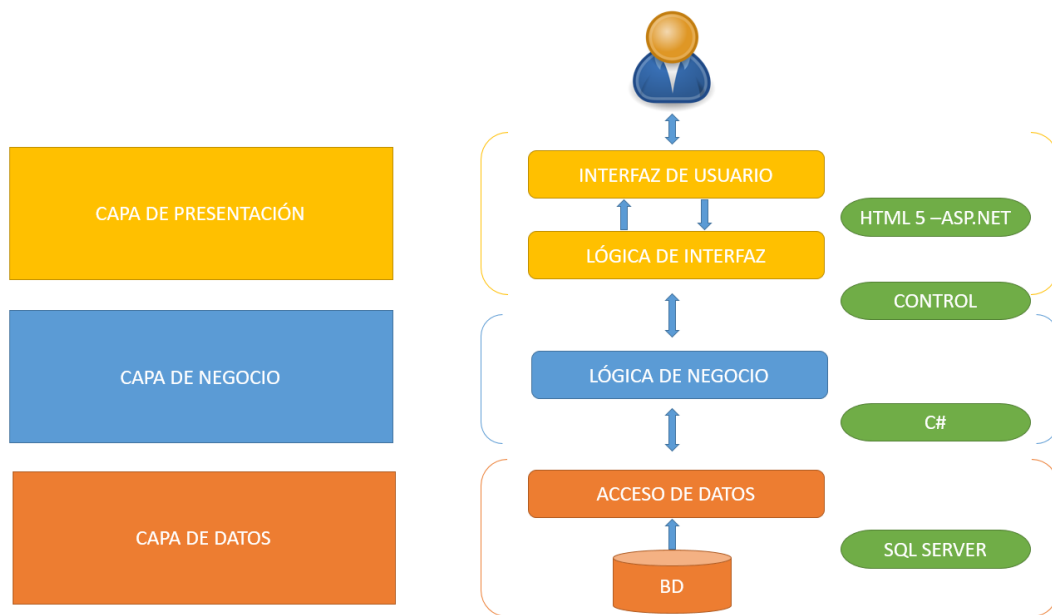 INTERFAZ DE USUARIO
CAPA DE PRESENTACIÓN
HTML 5 –ASP.NET
LÓGICA DE INTERFAZ
CONTROL
CAPA DE NEGOCIO
LÓGICA DE NEGOCIO
C#
ACCESO DE DATOS
CAPA DE DATOS
SQL SERVER
BD